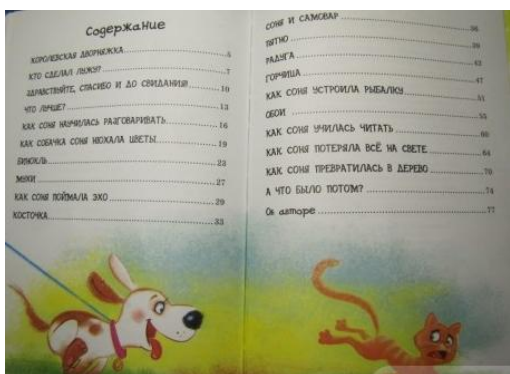 Содержание
КОРОЛЕВСКАЯ ДВОРНЯЖКА 5
КТО СДЕЛАЛ ЛУЖУ? 7
ЗДРАВСТВУЙТЕ, СПАСИБО И ДО СВИДАНИЯ! 10
ЧТО ЛУЧШЕ? 13
КАК СОНЯ НАУЧИЛАСЬ РАЗГОВАРИВАТЬ 16
КАК СОБАЧКА СОНЯ НЮХАЛА ЦВЕТЫ 19
БИНОКЛЬ 23
МУХИ 27
КАК СОНЯ ПОЙМАЛА ЭХО 29
КОСТОЧКА 33
СОНЯ И САМОВАР 36
ПЯТНО 39
РАДУГА 43
ГОРЧИЦА 47
КАК СОНЯ УСТРОИЛА РЫБАЛКУ 51
ОБОИ 55
КАК СОНЯ УЧИЛАСЬ ЧИТАТЬ 60
КАК СОНЯ ПОТЕРЯЛА ВСЁ НА СВЕТЕ 64
КАК СОНЯ ПРЕВРАТИЛАСЬ В ДЕРЕВО 70
А ЧТО БЫЛО ПОТОМ? 74
Об авторе 77